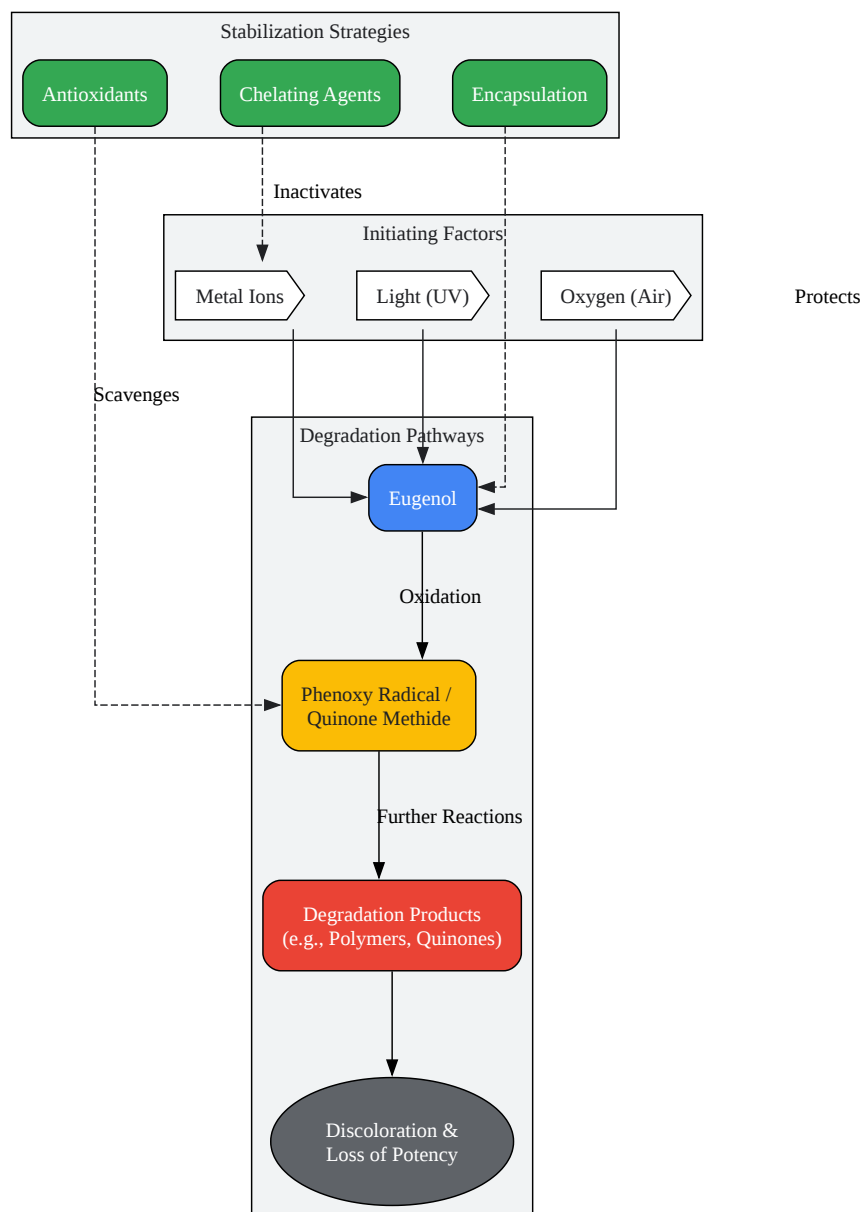 Stabilization Strategies
Antioxidants
Chelating Agents
Encapsulation
Inactivates
Initiating Factors
Metal Ions
Light (UV)
Oxygen (Air)
Protects
Scavenges
Degradation Pathways
Eugenol
Oxidation
Phenoxy Radical /
Quinone Methide
Further Reactions
Degradation Products
(e.g., Polymers, Quinones)
Discoloration &
Loss of Potency